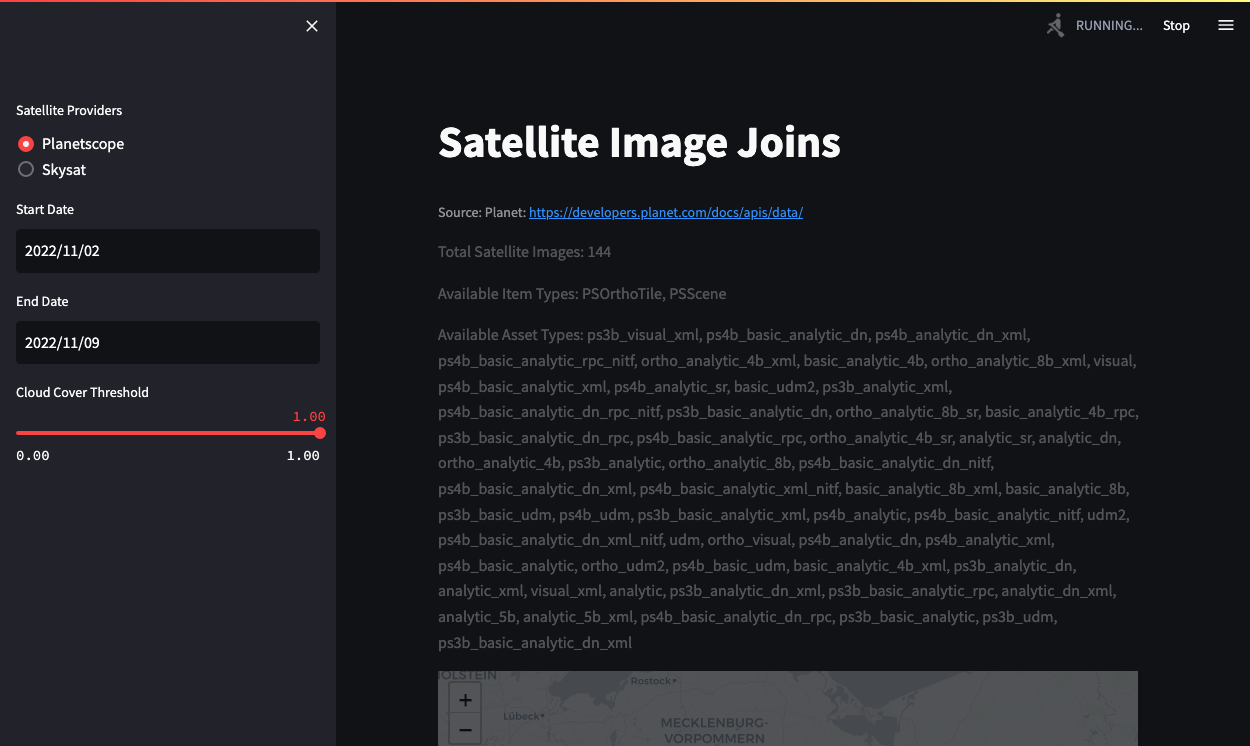 RUNNING...
Stop
Satellite Providers
Planetscope
Skysat
Start Date
2022/11/02
End Date
2022/11/09
Cloud Cover Threshold
1.00
0.00 1.00
Satellite Image Joins
Source: Planet: https://developers.planet.com/docs/apis/data/
Total Satellite Images: 144
Available Item Types: PSOrthoTile, PSScene
Available Asset Types: ps3b_visual_xml, ps4b_basic_analytic_dn, ps4b_analytic_dn_xml,
ps4b_basic_analytic_rpc_nitf, ortho_analytic_4b_xml, basic_analytic_4b, ortho_analytic_8b_xml, visual,
ps4b_basic_analytic_xml, ps4b_analytic_sr, basic_udm2, ps3b_analytic_xml,
ps4b_basic_analytic_dn_rpc_nitf, ps3b_basic_analytic_dn, ortho_analytic_8b_sr, basic_analytic_4b_rpc,
ps3b_basic_analytic_dn_rpc, ps4b_basic_analytic_rpc, ortho_analytic_4b_sr, analytic_sr, analytic_dn,
ortho_analytic_4b, ps3b_analytic, ortho_analytic_8b, ps4b_basic_analytic_dn_nitf,
ps4b_basic_analytic_dn_xml, ps4b_basic_analytic_xml_nitf, basic_analytic_8b_xml, basic_analytic_8b,
ps3b_basic_udm, ps4b_udm, ps3b_basic_analytic_xml, ps4b_analytic, ps4b_basic_analytic_nitf, udm2,
ps4b_basic_analytic_dn_xml_nitf, udm, ortho_visual, ps4b_analytic_dn, ps4b_analytic_xml,
ps4b_basic_analytic, ortho_udm2, ps4b_basic_udm, basic_analytic_4b_xml, ps3b_analytic_dn,
analytic_xml, visual_xml, analytic, ps3b_analytic_dn_xml, ps3b_basic_analytic_rpc, analytic_dn_xml,
analytic_5b, analytic_5b_xml, ps4b_basic_analytic_dn_rpc, ps3b_basic_analytic, ps3b_udm,
ps3b_basic_analytic_dn_xml
OLSTEIN
Rostock
+
Lübeck
−
MECKLENBURG-
VORPOMMERN